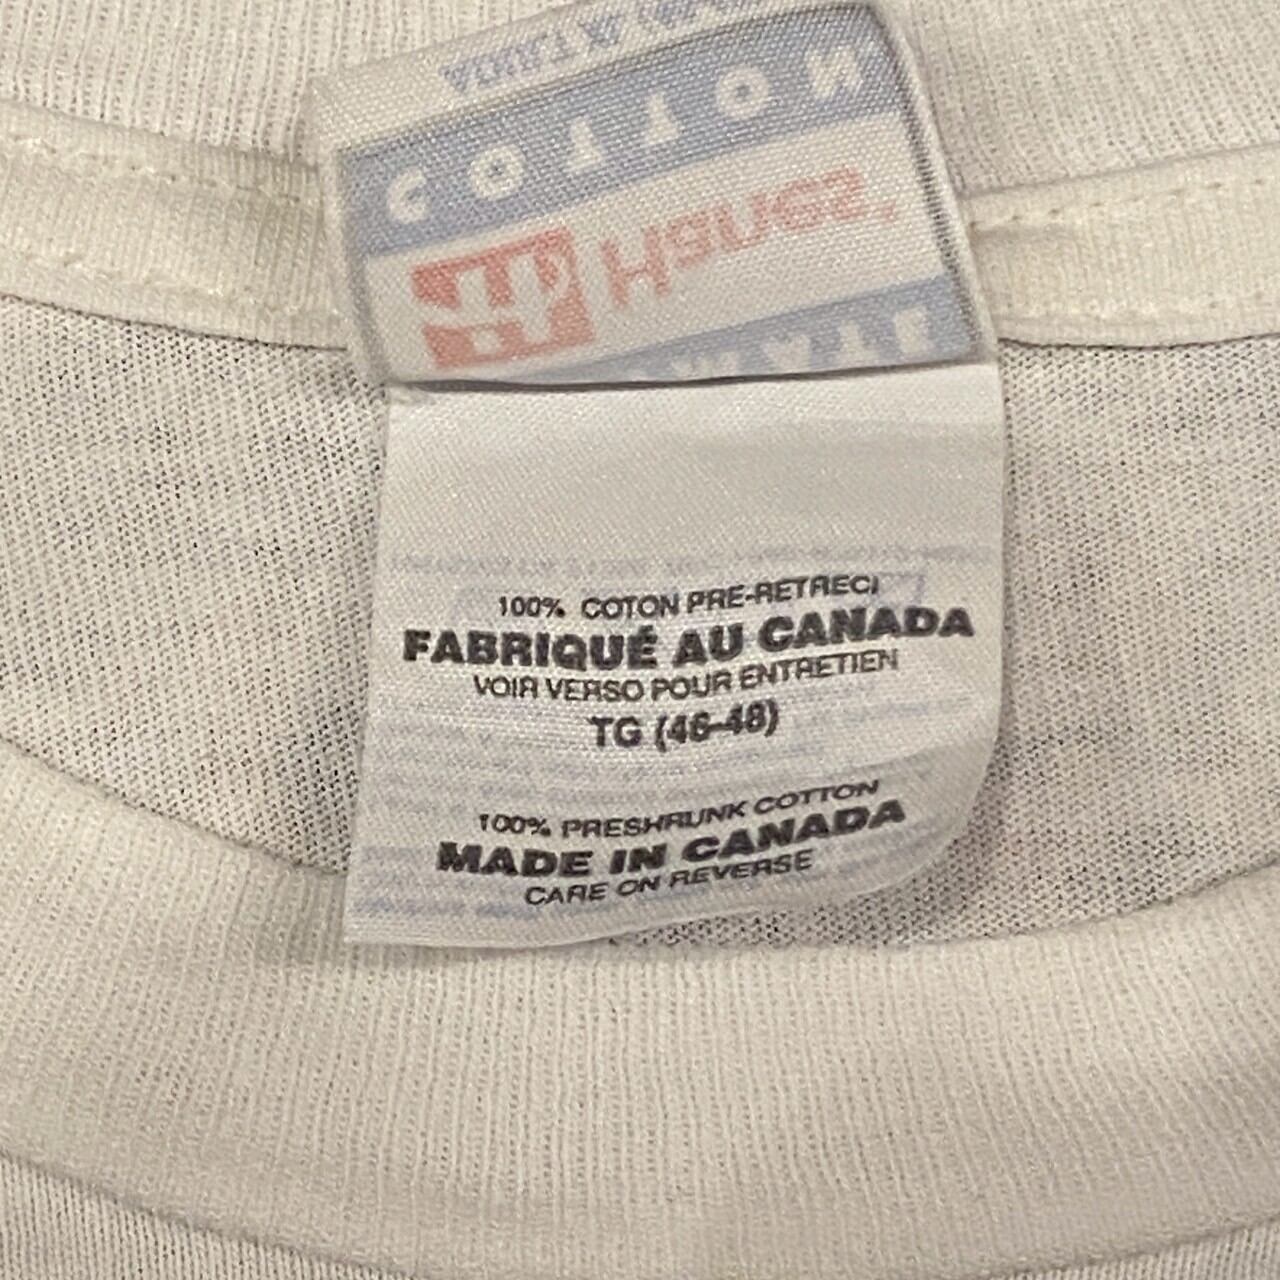 COTTON
100% COTON PRE-RETRECI
FABRIQUÉ AU CANADA
VOIR VERSO POUR ENTRETIEN
TG (46-48)
100% PRESHRUNK COTTON
MADE IN CANADA
CARE ON REVERSE